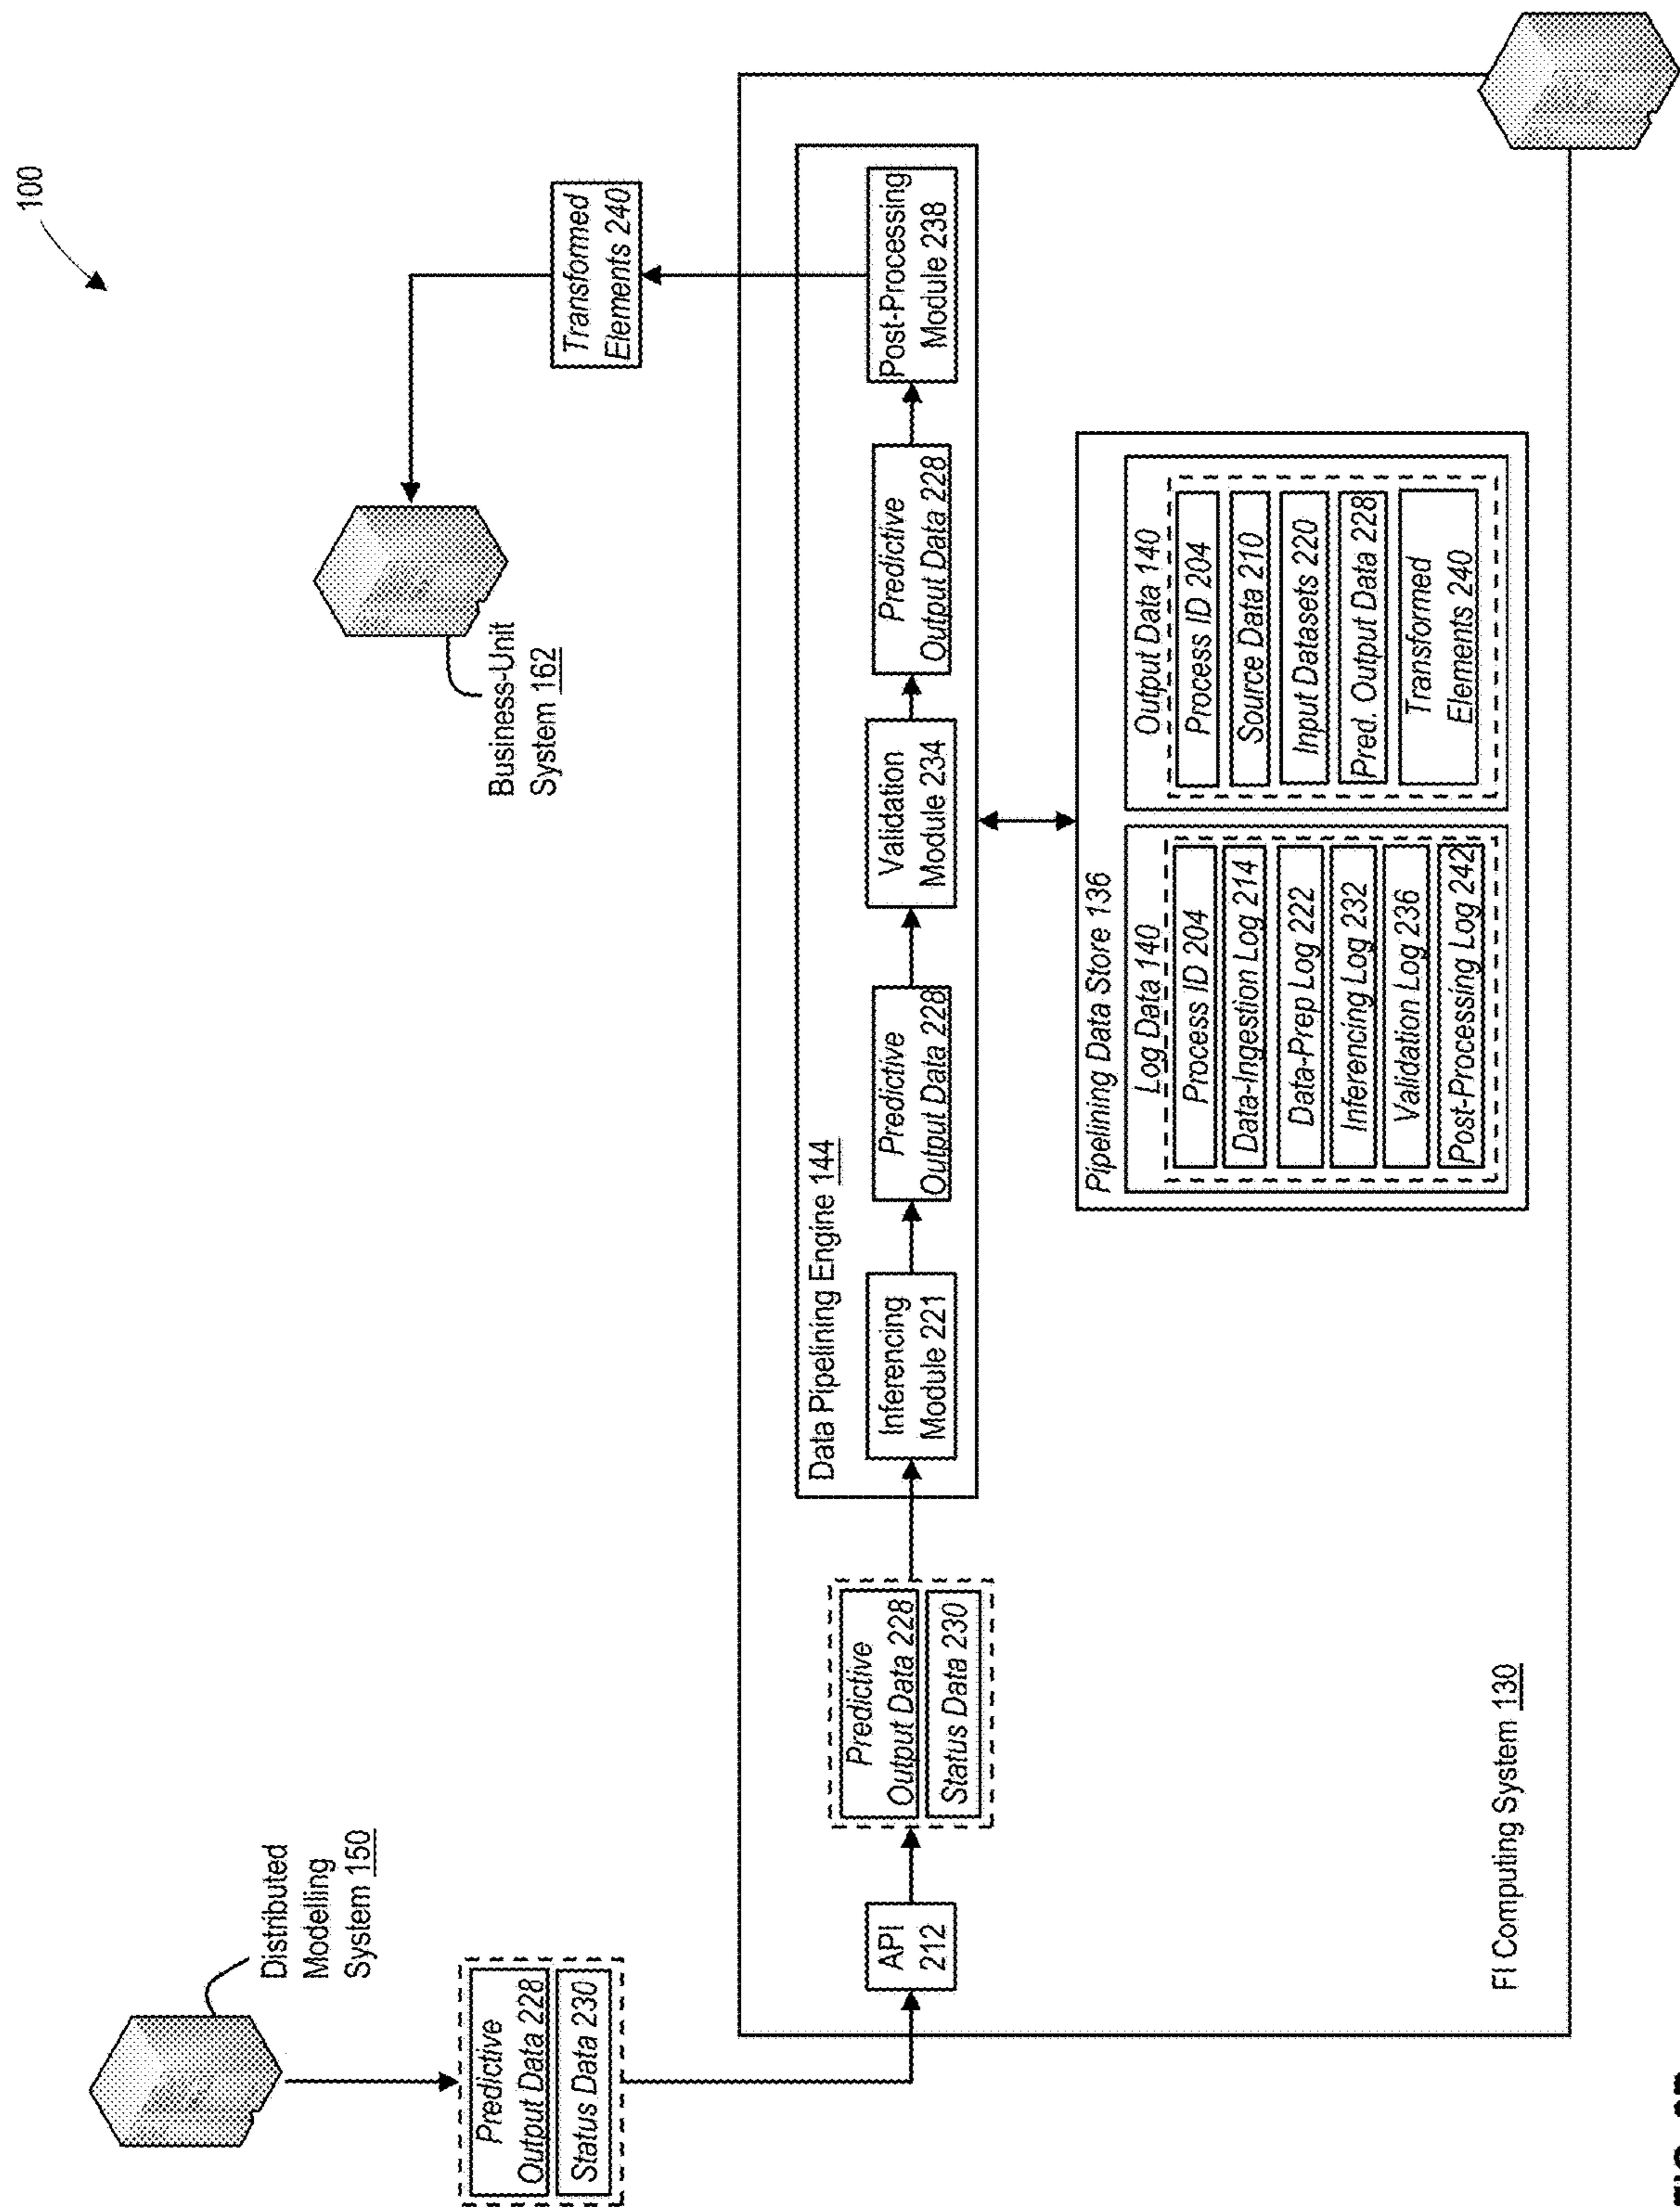 100
Distributed
Modelling
System 150
Predictive
Output Data 228
Status Data 230
Business-Unit
System 162
Transformed
Elements 240
API
212
Predictive
Output Data 228
Status Data 230
Data Pipelining Engine 144
Inferencing
Module 221
Predictive
Output Data 228
Validation
Module 234
Predictive
Output Data 228
Post-Processing
Module 238
Pipelining Data Store 136
Log Data 140
Process ID 204
Data-Ingestion Log 214
Data-Prep Log 222
Inferencing Log 232
Validation Log 236
Post-Processing Log 242
Output Data 140
Process ID 204
Source Data 210
Input Datasets 220
Pred. Output Data 228
Transformed
Elements 240
FI Computing System 130